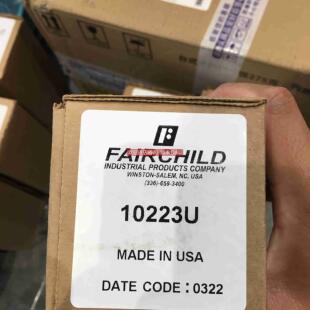 FAIRCHILD
INDUSTRIAL PRODUCTS COMPANY
WINSTON-SALEM, NC. USA
(336)-659-3400
10223U
MADE IN USA
DATE CODE : 0322